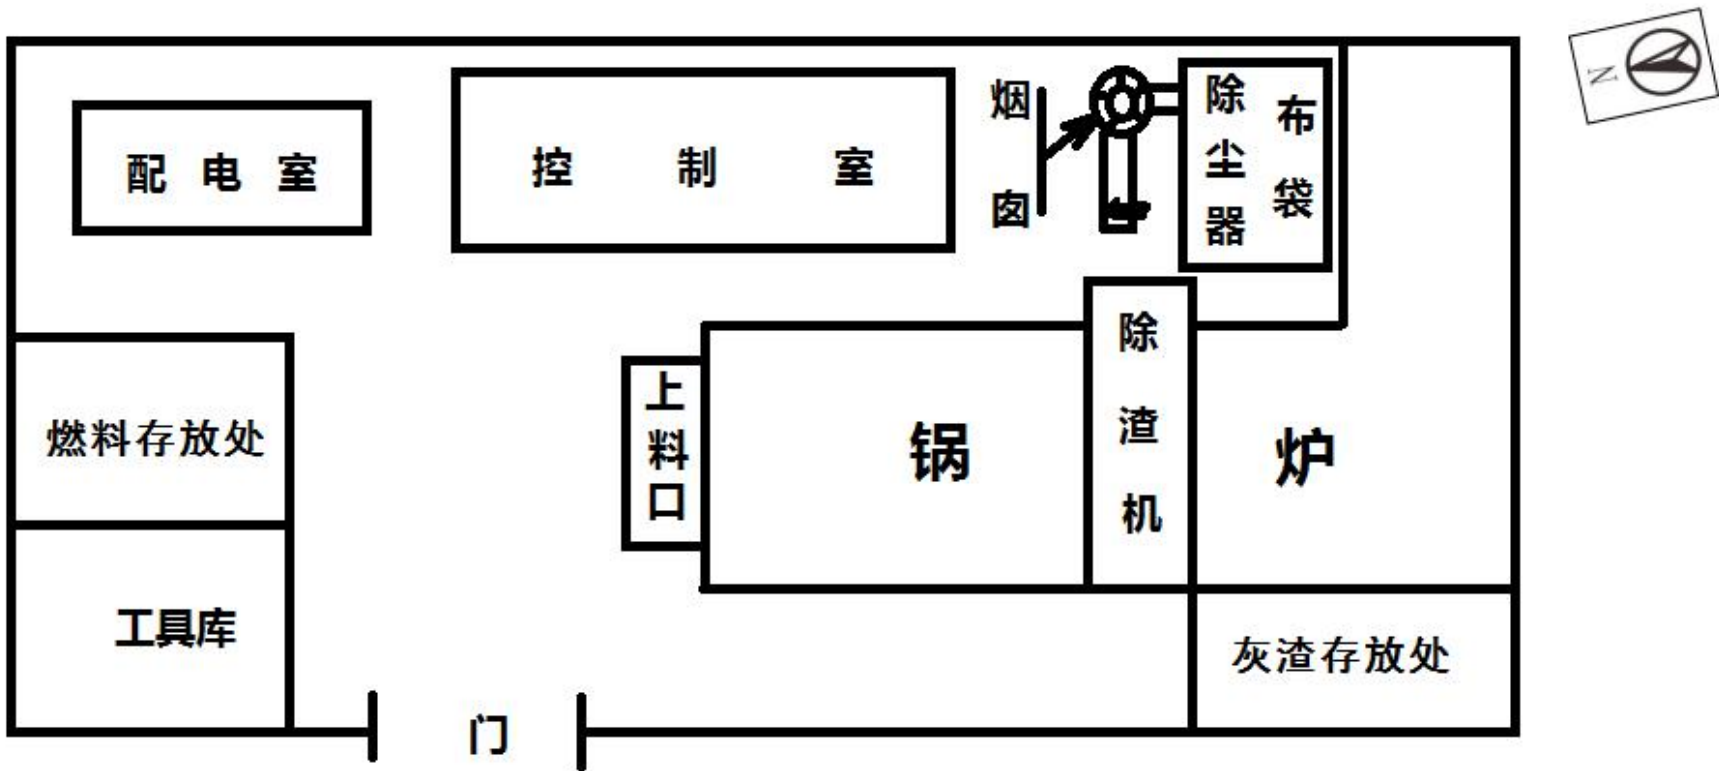 配电室
控制室
烟囱
除尘器
布袋
N
燃料存放处
上料口
锅炉
除渣机
工具库
灰渣存放处
门